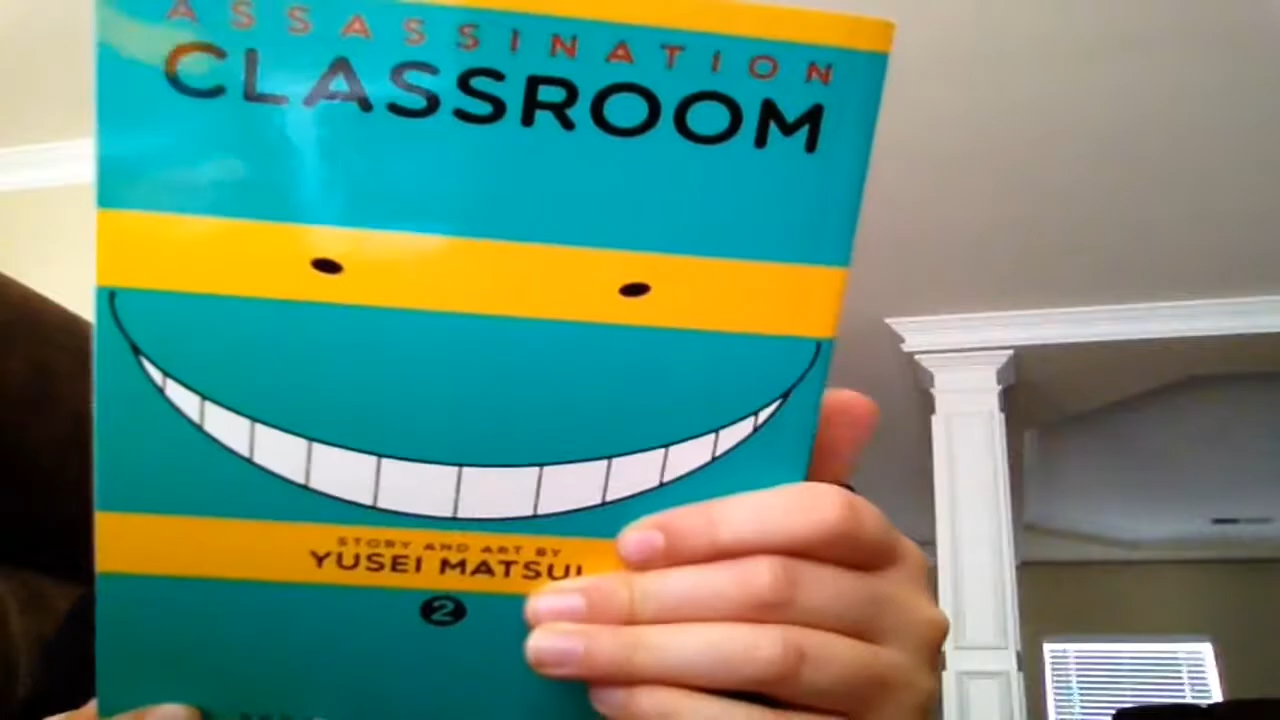 ASSASSINATION
CLASSROOM
STORY AND ART BY
YUSEI MATSUI
2